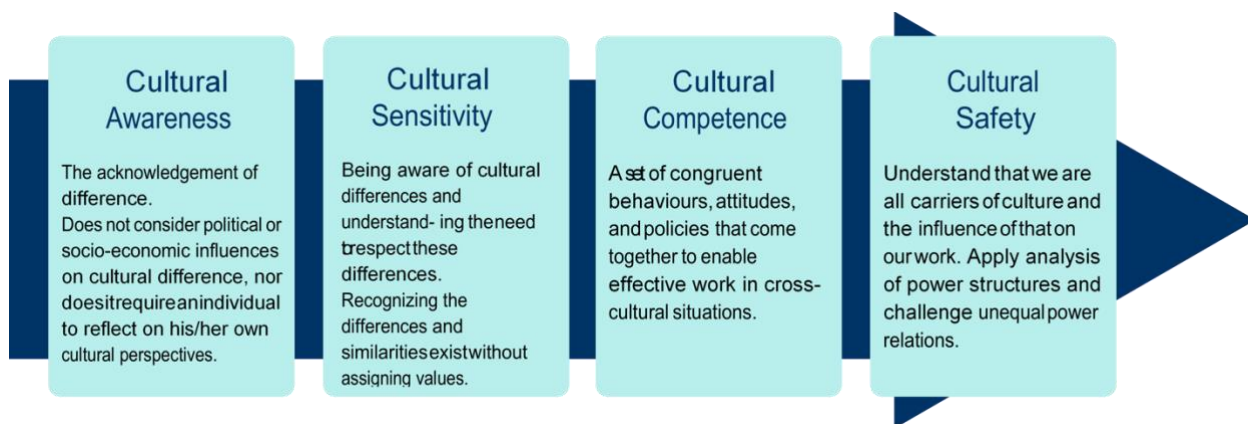 Cultural
Awareness
The acknowledgement of
difference.
Does not consider political or
socio-economic influences
on cultural difference, nor
doesitrequireanindividual
to reflect on his/her own
cultural perspectives.
Cultural
Sensitivity
Being aware of cultural
differences and
understand- ing theneed
torespectthese
differences.
Recognizing the
differences and
similaritiesexistwithout
assigning values.
Cultural
Competence
A set of congruent
behaviours, attitudes,
and policies that come
together to enable
effective work in cross-
cultural situations.
Cultural
Safety
Understand that we are
all carriers of culture and
the influence of that on
our work. Apply analysis
of power structures and
challenge unequal power
relations.